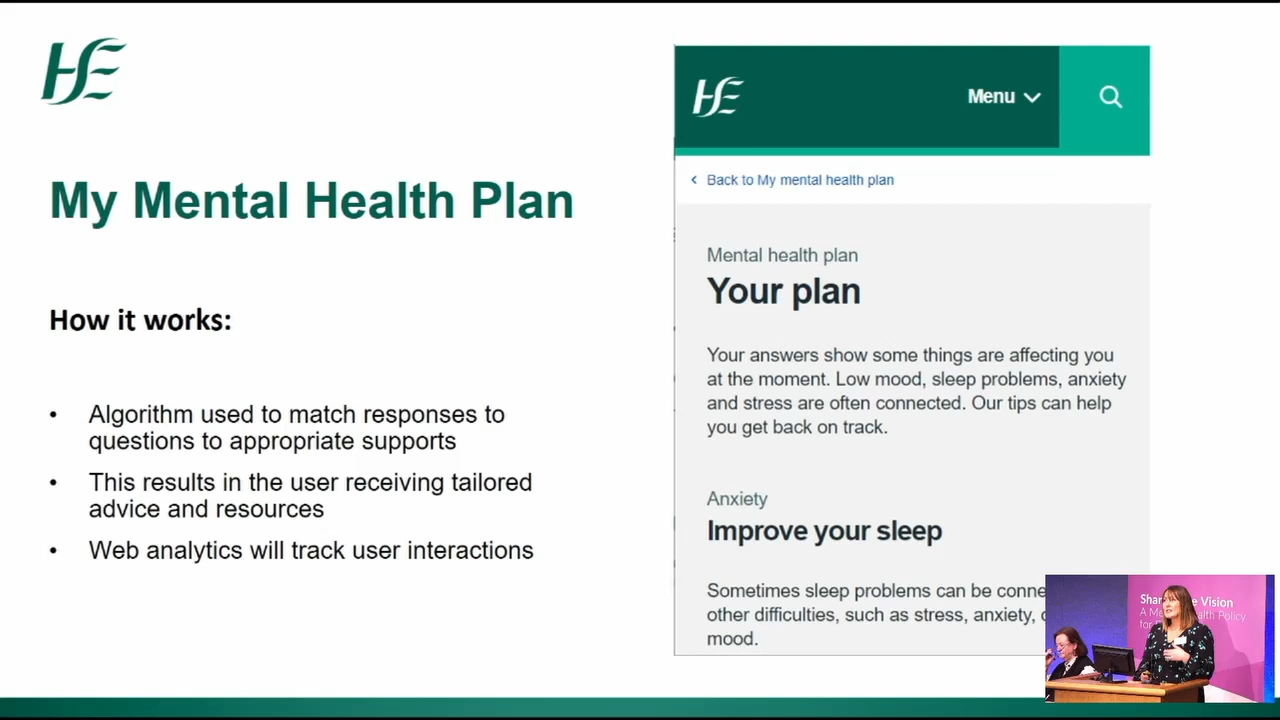 HSE
My Mental Health Plan
How it works:
• Algorithm used to match responses to
questions to appropriate supports
• This results in the user receiving tailored
advice and resources
• Web analytics will track user interactions
HSE
Menu
Back to My mental health plan
Mental health plan
Your plan
Your answers show some things are affecting you
at the moment. Low mood, sleep problems, anxiety
and stress are often connected. Our tips can help
you get back on track.
Anxiety
Improve your sleep
Sometimes sleep problems can be
other difficulties, such as stress, anxiety,
mood.
Vision
A Policy
for